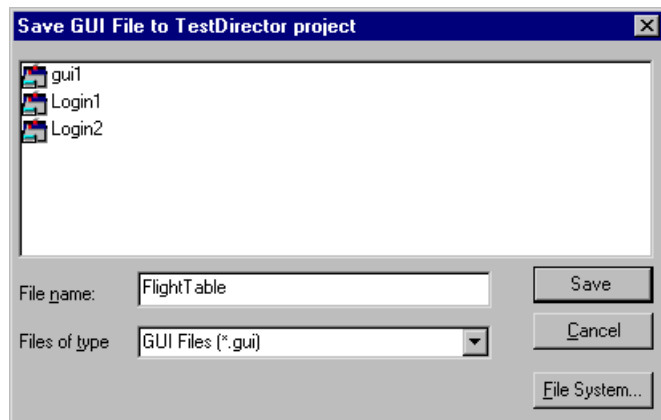 Save GUI File to TestDirector project
gui1
Login1
Login2
File name:
FlightTable
Save
Files of type
GUI Files (*.gui)
Cancel
File System...